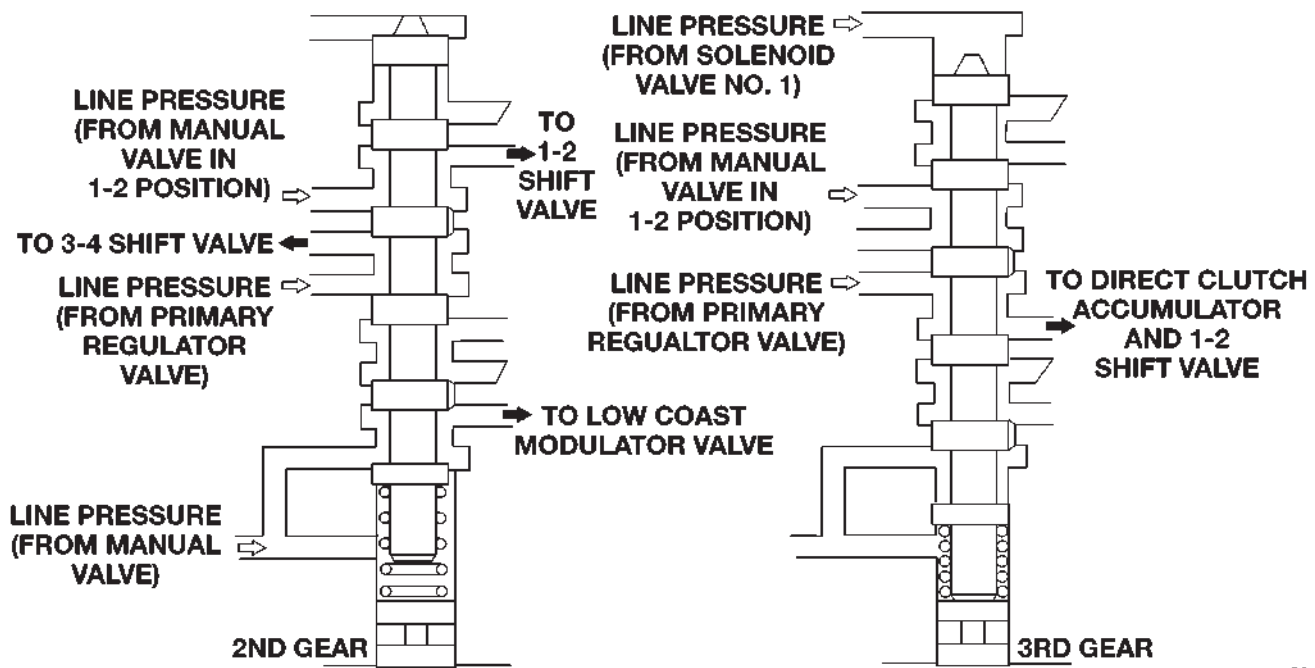 LINE PRESSURE
(FROM MANUAL
VALVE IN
1-2 POSITION)
TO
1-2
SHIFT
VALVE
TO 3-4 SHIFT VALVE
LINE PRESSURE
(FROM PRIMARY
REGULATOR
VALVE)
TO LOW COAST
MODULATOR VALVE
LINE PRESSURE
(FROM MANUAL
VALVE)
2ND GEAR
LINE PRESSURE
(FROM SOLENOID
VALVE NO. 1)
LINE PRESSURE
(FROM MANUAL
VALVE IN
1-2 POSITION)
LINE PRESSURE
(FROM PRIMARY
REGUALTOR VALVE)
TO DIRECT CLUTCH
ACCUMULATOR
AND 1-2
SHIFT VALVE
3RD GEAR